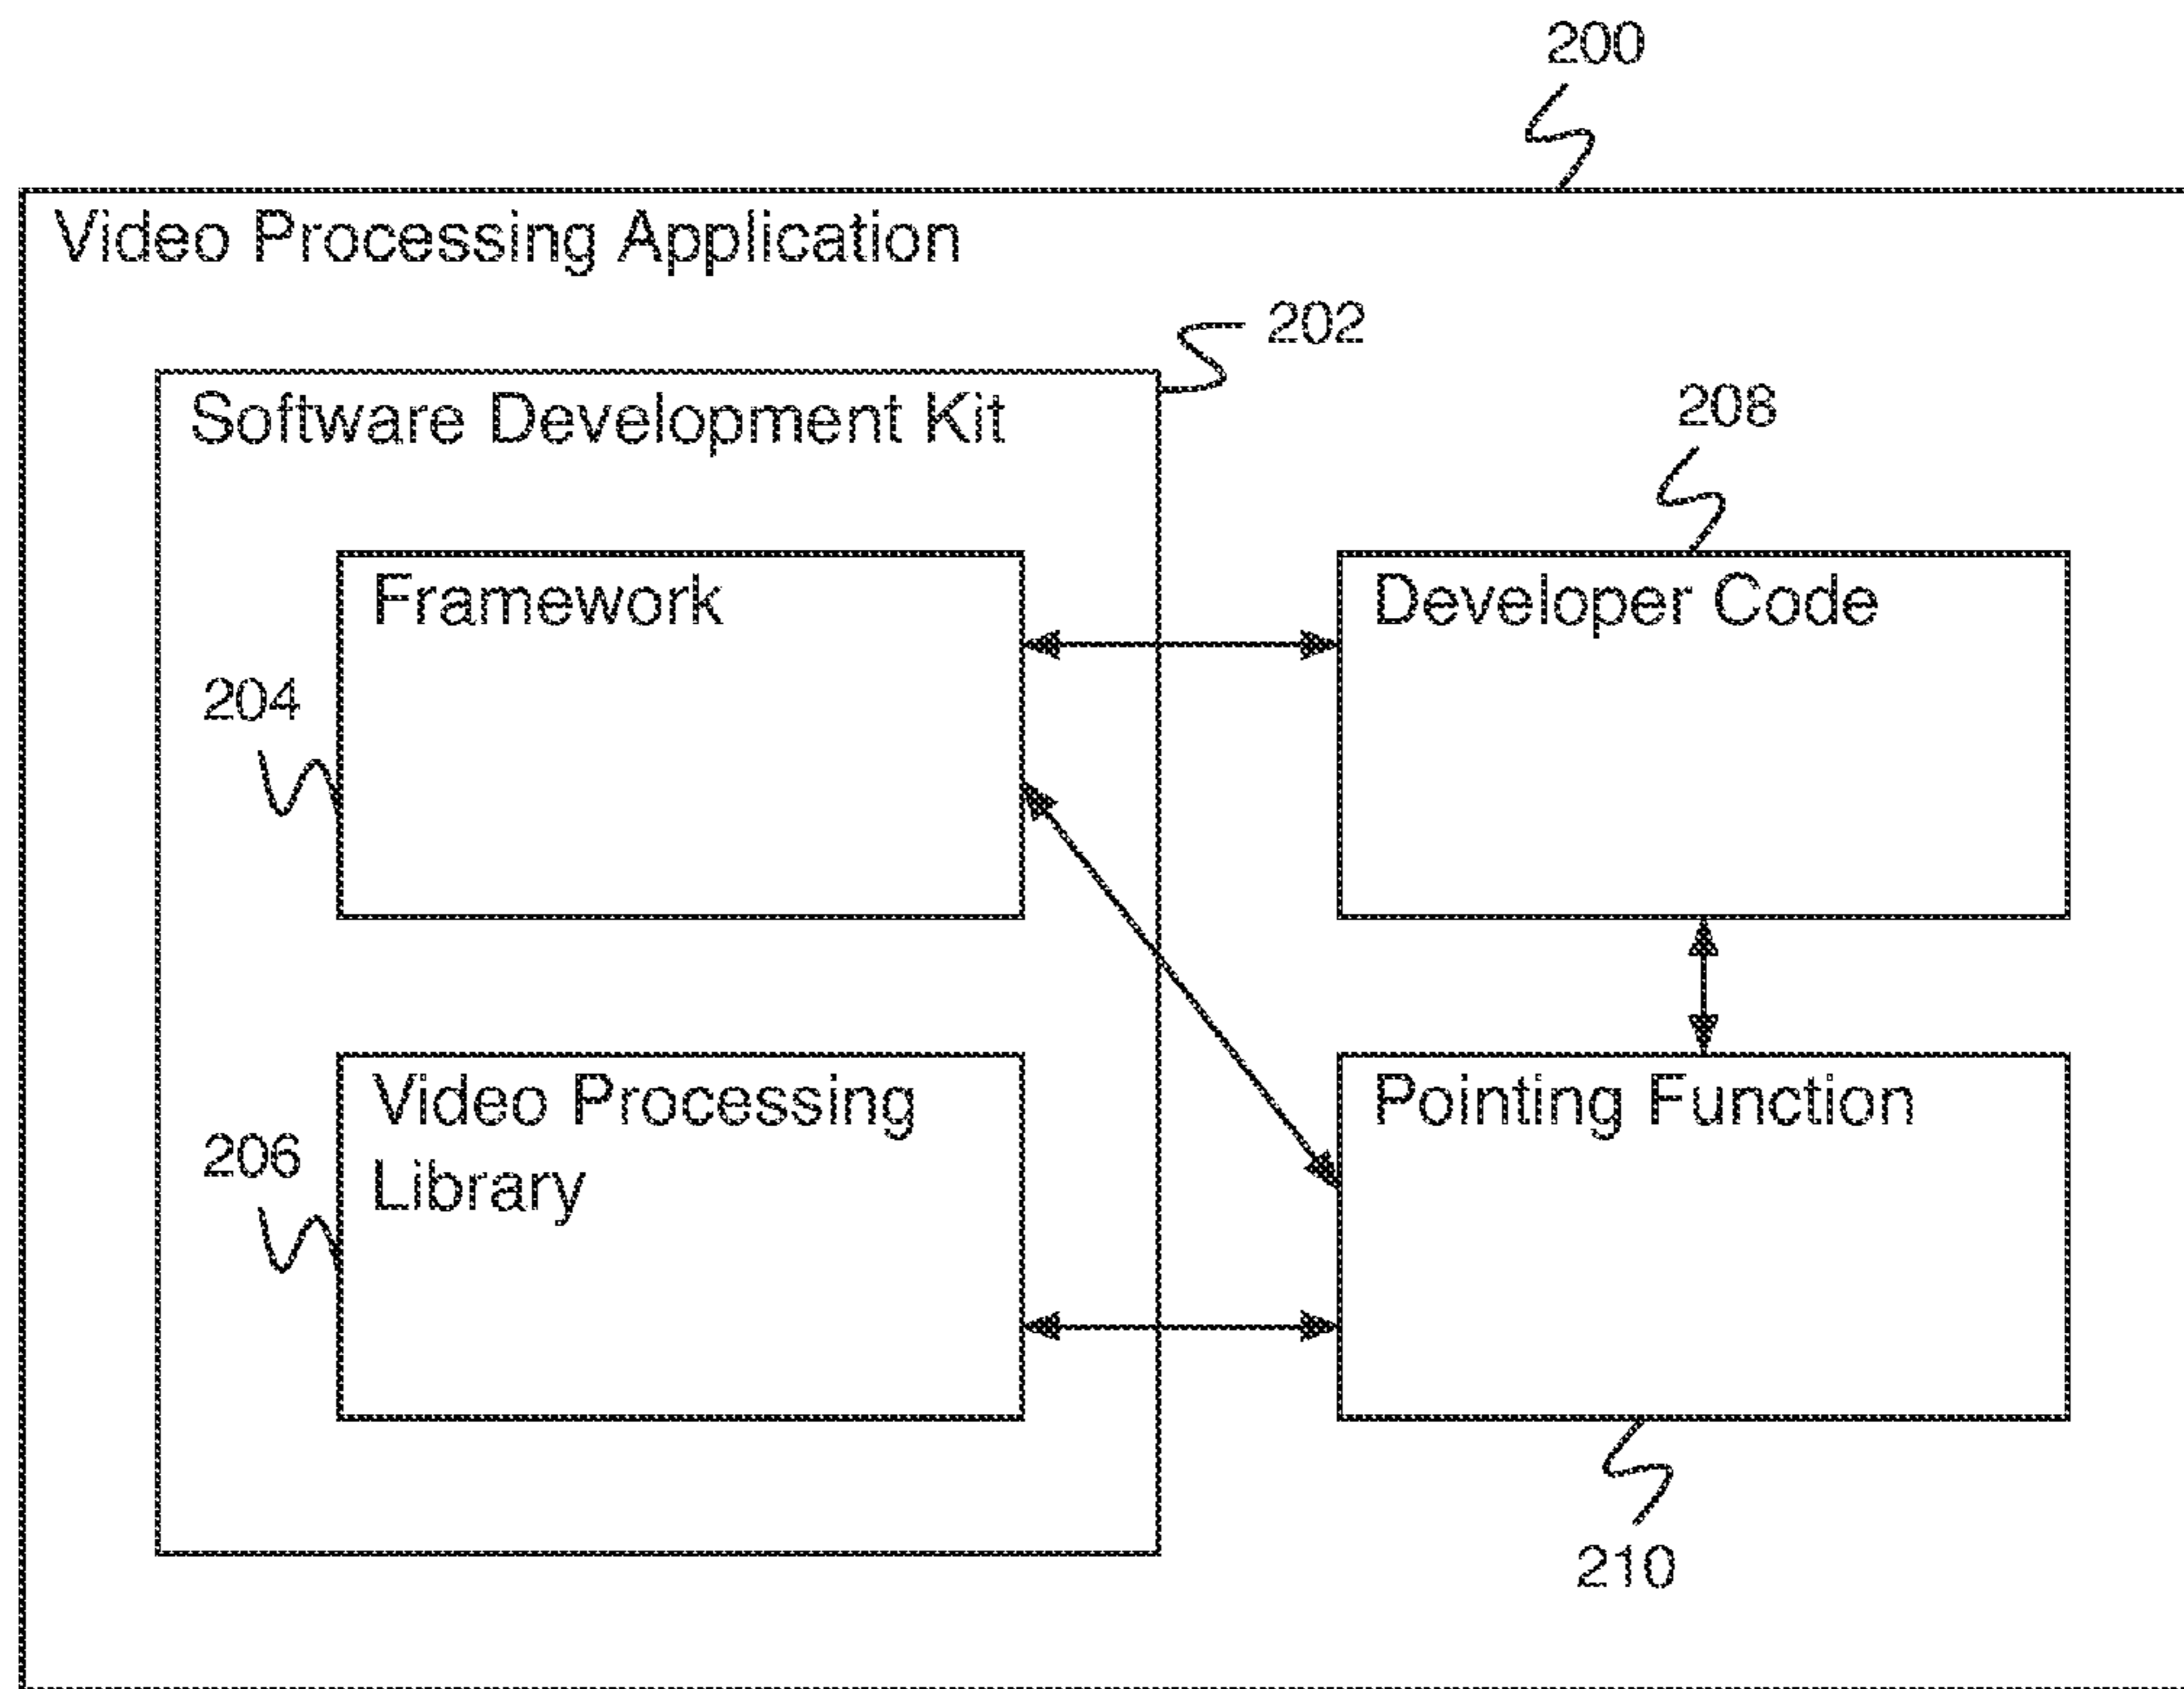 200
Video Processing Application
202
Software Development Kit
208
Framework
Developer Code
204
Video Processing
Library
Pointing Function
206
210